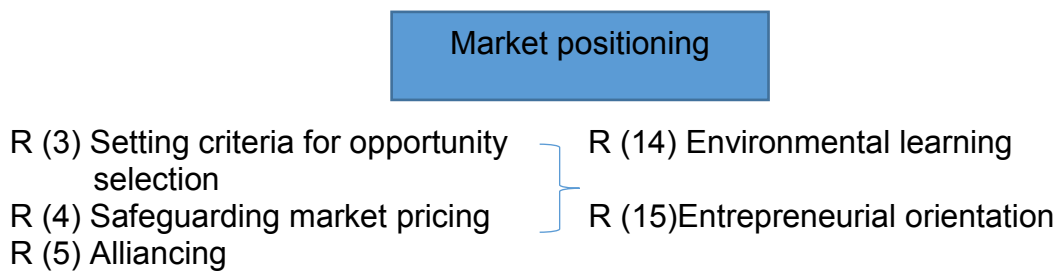 Market positioning
R (3) Setting criteria for opportunity
selection
R (4) Safeguarding market pricing
R (5) Alliancing
R (14) Environmental learning
R (15)Entrepreneurial orientation